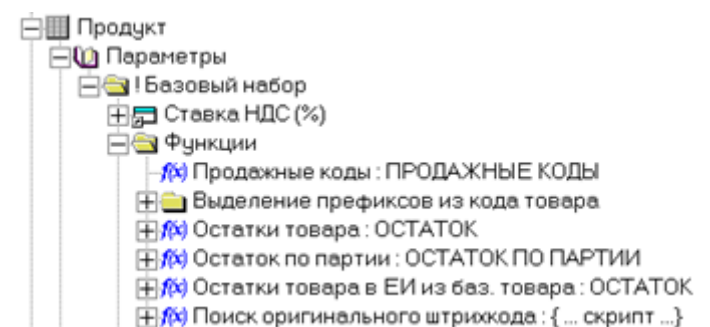 Продукт
Параметры
! Базовый набор
Ставка НДС (%)
Функции
f(x) Продажные коды : ПРОДАЖНЫЕ КОДЫ
Выделение префиксов из кода товара
f(x) Остатки товара : ОСТАТОК
f(x) Остаток по партии : ОСТАТОК ПО ПАРТИИ
f(x) Остатки товара в ЕИ из баз. товара : ОСТАТОК
f(x) Поиск оригинального штрихкода : { ... скрипт ...}